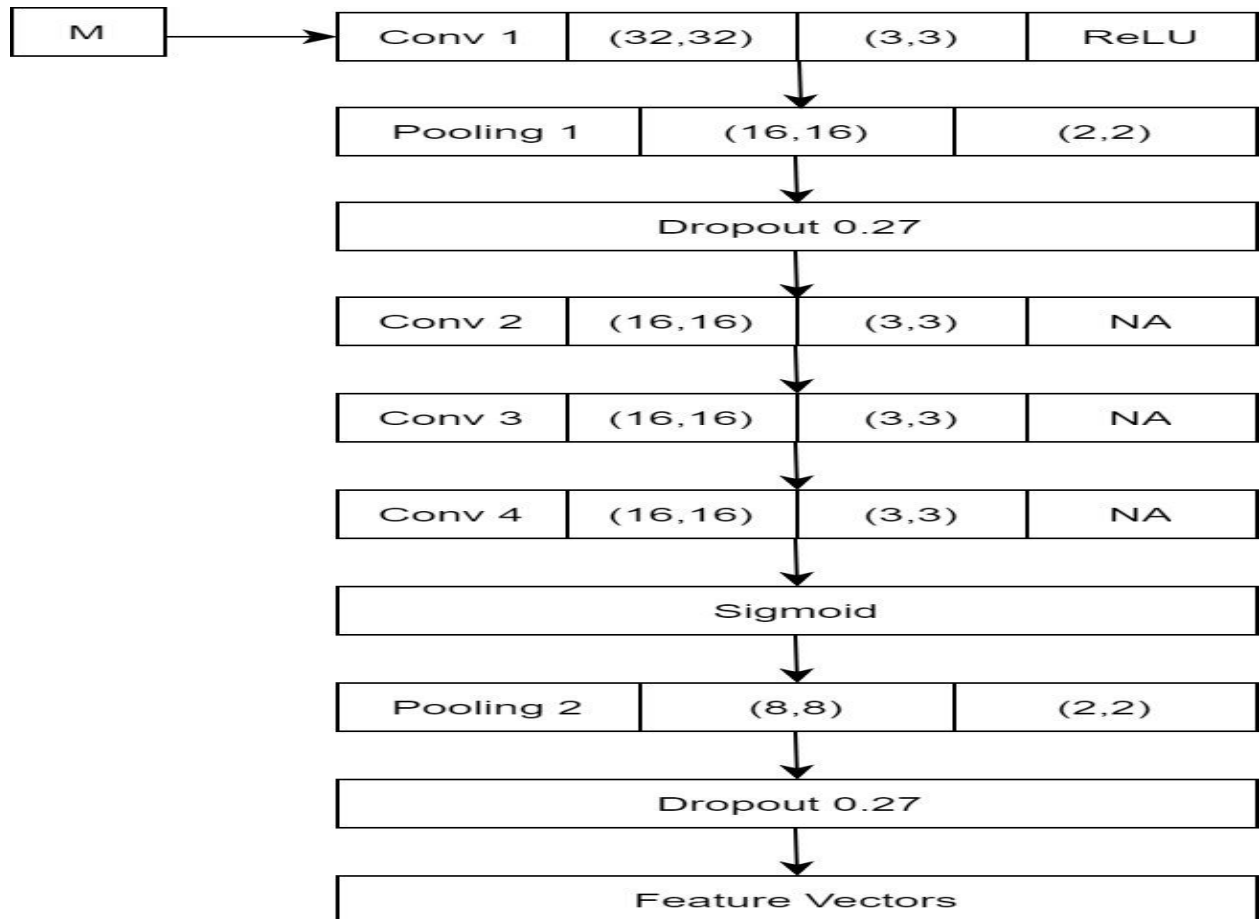 M Conv 1 (32,32) (3,3) ReLU
Pooling 1 (16,16) (2,2)
Dropout 0.27
Conv 2 (16,16) (3,3) NA
Conv 3 (16,16) (3,3) NA
Conv 4 (16,16) (3,3) NA
Sigmoid
Pooling 2 (8,8) (2,2)
Dropout 0.27
Feature Vectors